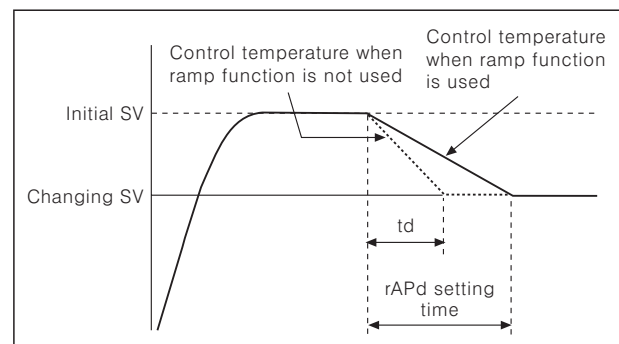 Control temperature when
ramp function is not used
Control temperature
when ramp function
is used
Initial SV
Changing SV
td
rAPd setting
time